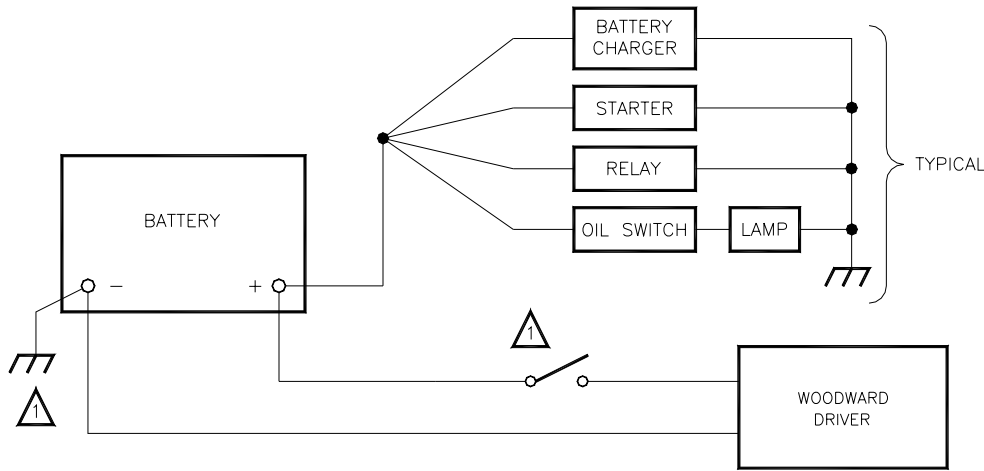 BATTERY
CHARGER
STARTER
RELAY
OIL SWITCH
LAMP
TYPICAL
BATTERY
−
+
1
1
WOODWARD
DRIVER